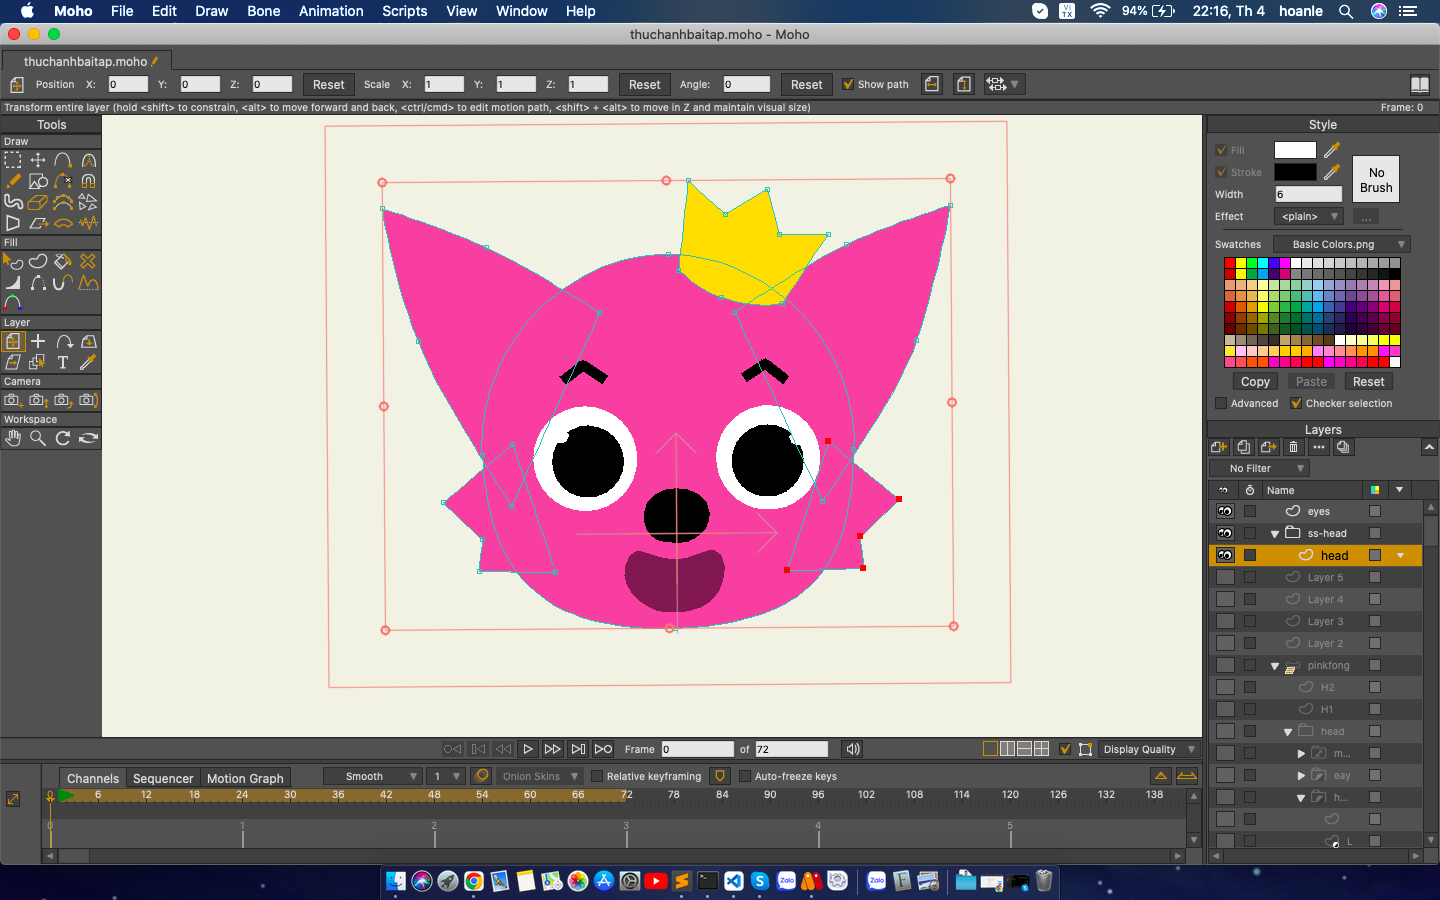 Moho File Edit Draw Bone Animation Scripts View Window Help VI TX 94% 22:16, Th 4 hoanle
thuchanhbaitap.moho - Moho
thuchanhbaitap.moho
Position X: 0 Y: 0 Z: 0 Reset Scale X: 1 Y: 1 Z: 1 Reset Angle: 0 Reset Show path
Transform entire layer (hold <shift> to constrain, <alt> to move forward and back, <ctrl/cmd> to edit motion path, <shift> + <alt> to move in Z and maintain visual size) Frame: 0
Tools
Draw
Fill
Layer
T
Camera
Workspace
Style
Fill
Stroke
No Brush
Width 6
Effect <plain> ...
Swatches Basic Colors.png
Copy Paste Reset
Advanced Checker selection
Layers
No Filter
Name
eyes
ss-head
head
Layer 5
Layer 4
Layer 3
Layer 2
pinkfong
H2
H1
head
m...
eay
h...
L
Frame 0 of 72 Display Quality
Channels Sequencer Motion Graph Smooth 1 Onion Skins Relative keyframing Auto-freeze keys
0 6 12 18 24 30 36 42 48 54 60 66 72 78 84 90 96 102 108 114 120 126 132 138
0 1 2 3 4 5
Zalo Zalo